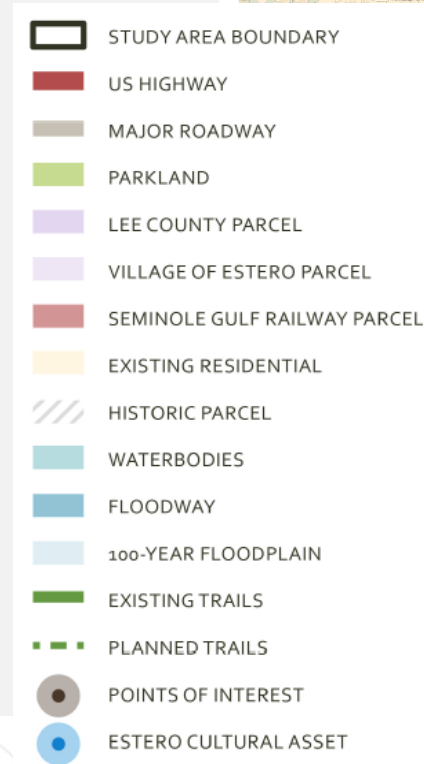 STUDY AREA BOUNDARY
US HIGHWAY
MAJOR ROADWAY
PARKLAND
LEE COUNTY PARCEL
VILLAGE OF ESTERO PARCEL
SEMINOLE GULF RAILWAY PARCEL
EXISTING RESIDENTIAL
HISTORIC PARCEL
WATERBODIES
FLOODWAY
100-YEAR FLOODPLAIN
EXISTING TRAILS
PLANNED TRAILS
POINTS OF INTEREST
ESTERO CULTURAL ASSET